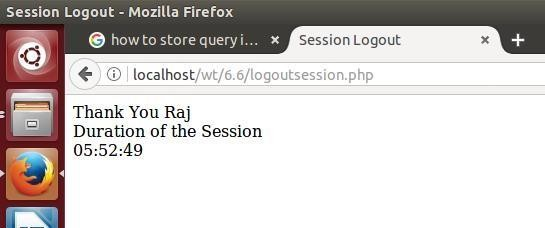 Session Logout - Mozilla Firefox
how to store query i... × Session Logout × +
localhost/wt/6.6/logoutsession.php
Thank You Raj
Duration of the Session
05:52:49